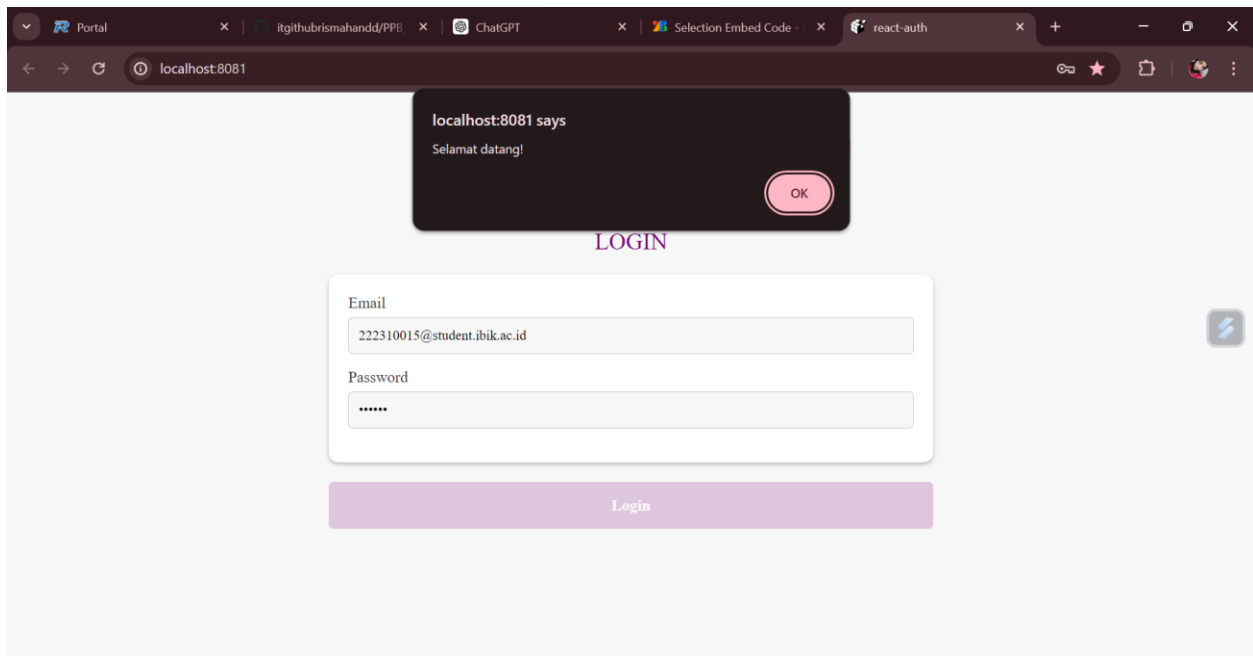 Portal
itgithubrismahandd/PPB_
ChatGPT
Selection Embed Code -
react-auth
localhost:8081
localhost:8081 says
Selamat datang!
OK
LOGIN
Email
222310015@student.ibik.ac.id
Password
••••••
Login